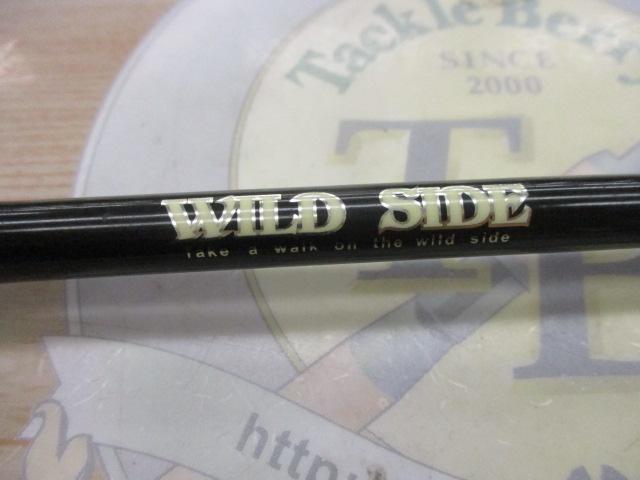 Tackle Berry
SINCE
2000
T
B
WILD SIDE
Take a walk on the wild side
http:/